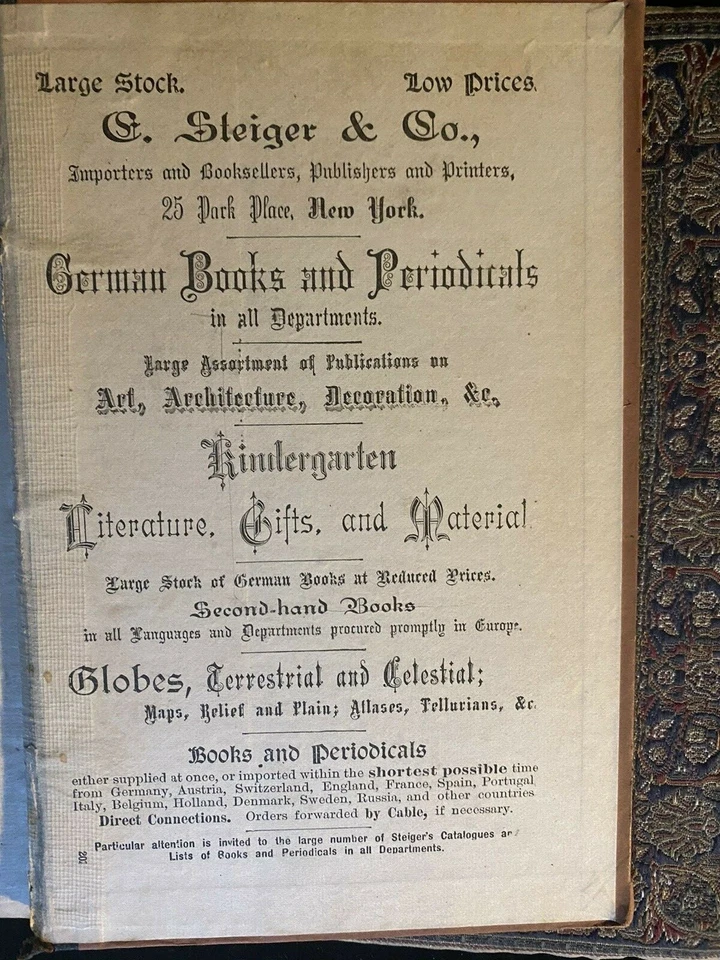 Large Stock. Low Prices.
E. Steiger & Co.,
Importers and Booksellers, Publishers and Printers,
25 Park Place, New York.
German Books and Periodicals
in all Departments.
Large Assortment of Publications on
Art, Architecture, Decoration, &c.
Kindergarten
Literature, Gifts, and Material.
Large Stock of German Books at Reduced Prices.
Second-hand Books
in all Languages and Departments procured promptly in Europe.
Globes, Terrestrial and Celestial;
Maps, Relief and Plain; Atlases, Tellurians, &c.
Books and Periodicals
either supplied at once, or imported within the shortest possible time
from Germany, Austria, Switzerland, England, France, Spain, Portugal
Italy, Belgium, Holland, Denmark, Sweden, Russia, and other countries
Direct Connections. Orders forwarded by Cable, if necessary.
Particular attention is invited to the large number of Steiger's Catalogues an
Lists of Books and Periodicals in all Departments.